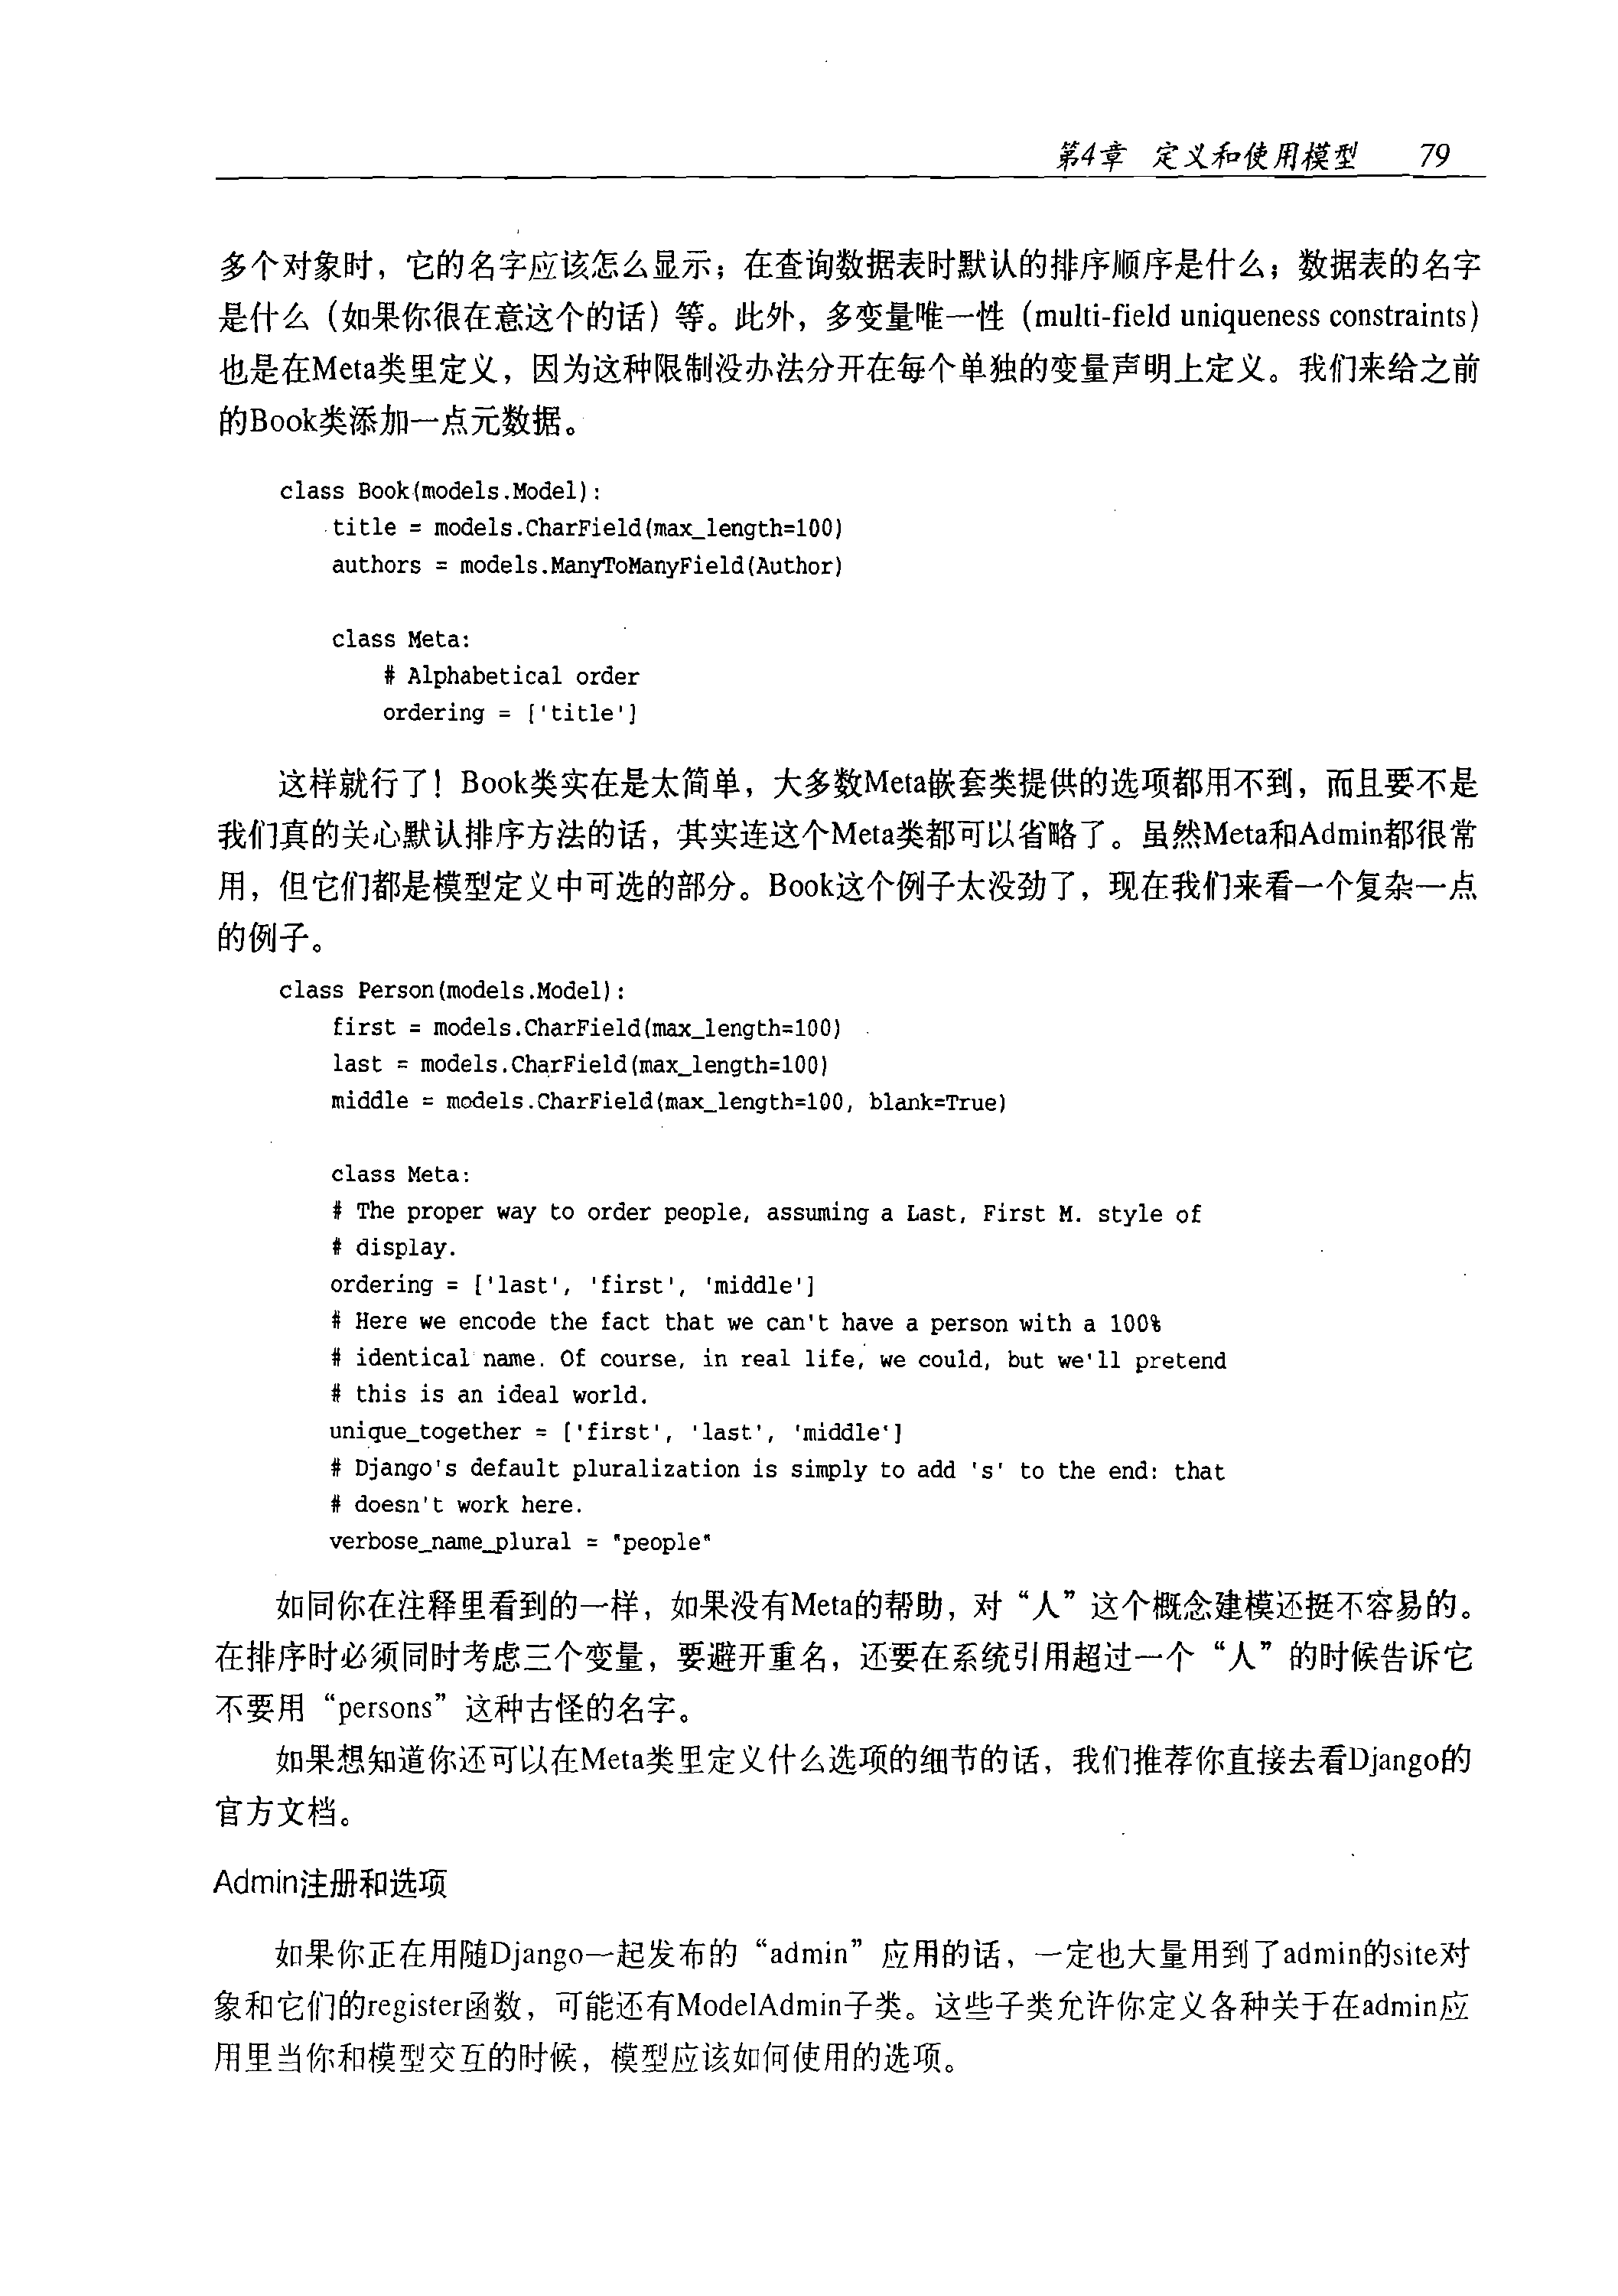 第4章 定义和使用模型 79
多个对象时，它的名字应该怎么显示；在查询数据表时默认的排序顺序是什么；数据表的名字
是什么（如果你很在意这个的话）等。此外，多变量唯一性（multi-field uniqueness constraints）
也是在Meta类里定义，因为这种限制没办法分开在每个单独的变量声明上定义。我们来给之前
的Book类添加一点元数据。
class Book(models.Model):
    title = models.CharField(max_length=100)
    authors = models.ManyToManyField(Author)
    class Meta:
        # Alphabetical order
        ordering = ['title']
这样就行了！Book类实在是太简单，大多数Meta嵌套类提供的选项都用不到，而且要不是
我们真的关心默认排序方法的话，其实连这个Meta类都可以省略了。虽然Meta和Admin都很常
用，但它们都是模型定义中可选的部分。Book这个例子太没劲了，现在我们来看一个复杂一点
的例子。
class Person(models.Model):
    first = models.CharField(max_length=100)
    last = models.CharField(max_length=100)
    middle = models.CharField(max_length=100, blank=True)
    class Meta:
    # The proper way to order people, assuming a Last, First M. style of
    # display.
    ordering = ['last', 'first', 'middle']
    # Here we encode the fact that we can't have a person with a 100%
    # identical name. Of course, in real life, we could, but we'll pretend
    # this is an ideal world.
    unique_together = ['first', 'last', 'middle']
    # Django's default pluralization is simply to add 's' to the end: that
    # doesn't work here.
    verbose_name_plural = "people"
如同你在注释里看到的一样，如果没有Meta的帮助，对“人”这个概念建模还挺不容易的。
在排序时必须同时考虑三个变量，要避开重名，还要在系统引用超过一个“人”的时候告诉它
不要用“persons”这种古怪的名字。
如果想知道你还可以在Meta类里定义什么选项的细节的话，我们推荐你直接去看Django的
官方文档。
Admin注册和选项
如果你正在用随Django一起发布的“admin”应用的话，一定也大量用到了admin的site对
象和它们的register函数，可能还有ModelAdmin子类。这些子类允许你定义各种关于在admin应
用里当你和模型交互的时候，模型应该如何使用的选项。